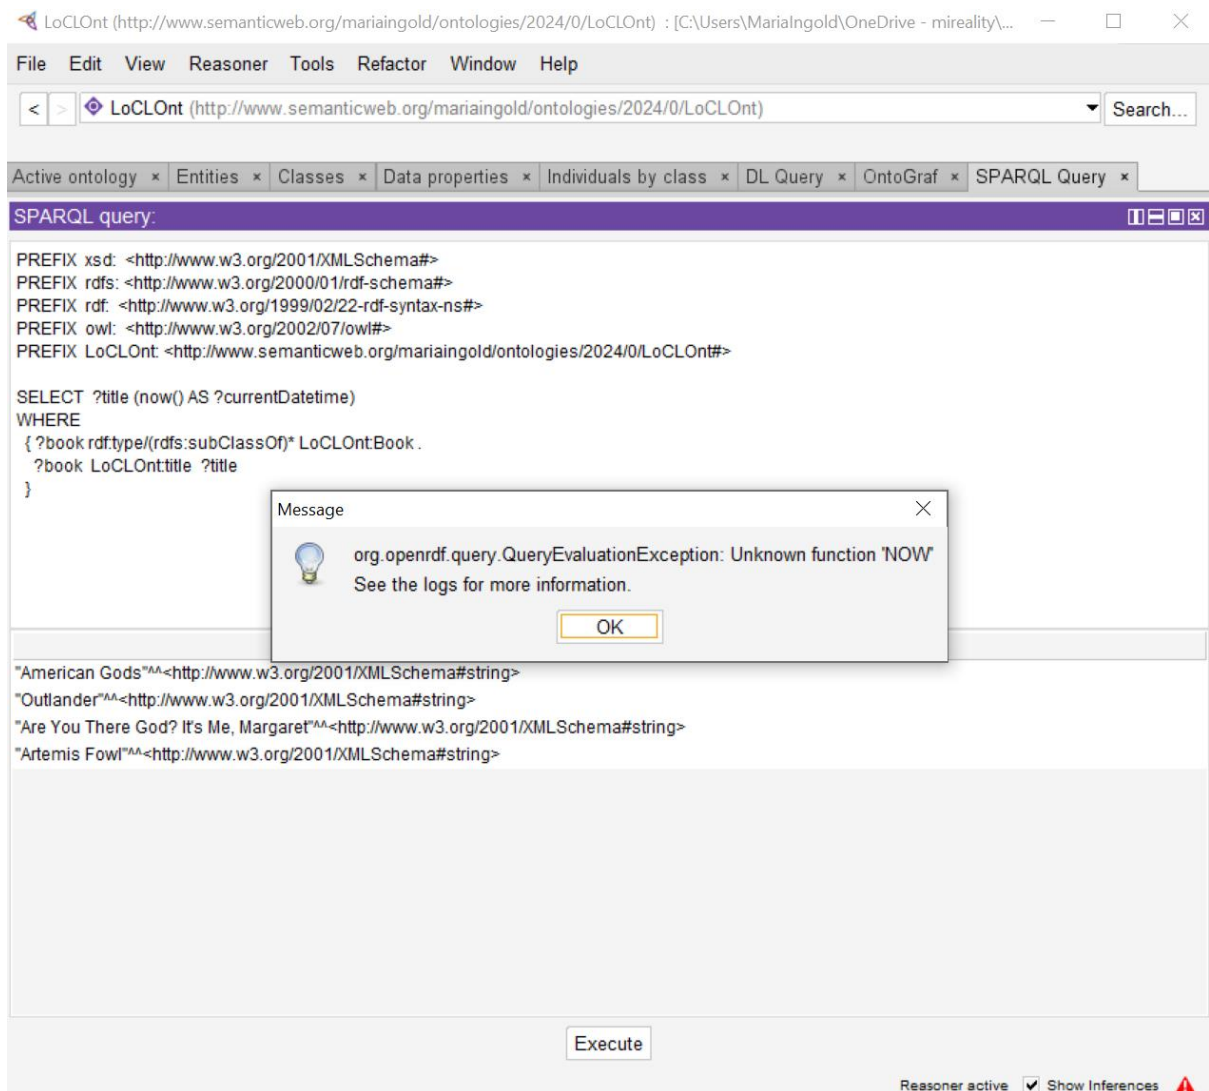 LoCLOnt (http://www.semanticweb.org/mariaingold/ontologies/2024/0/LoCLOnt) : [C:\Users\MariaIngold\OneDrive - mireality\...
File Edit View Reasoner Tools Refactor Window Help
< > LoCLOnt (http://www.semanticweb.org/mariaingold/ontologies/2024/0/LoCLOnt) Search...
Active ontology × Entities × Classes × Data properties × Individuals by class × DL Query × OntoGraf × SPARQL Query ×
SPARQL query:
PREFIX xsd: <http://www.w3.org/2001/XMLSchema#>
PREFIX rdfs: <http://www.w3.org/2000/01/rdf-schema#>
PREFIX rdf: <http://www.w3.org/1999/02/22-rdf-syntax-ns#>
PREFIX owl: <http://www.w3.org/2002/07/owl#>
PREFIX LoCLOnt: <http://www.semanticweb.org/mariaingold/ontologies/2024/0/LoCLOnt#>
SELECT ?title (now() AS ?currentDatetime)
WHERE
{ ?book rdf:type/(rdfs:subClassOf)* LoCLOnt:Book .
?book LoCLOnt:title ?title
}
Message
org.openrdf.query.QueryEvaluationException: Unknown function 'NOW'
See the logs for more information.
OK
"American Gods"^^<http://www.w3.org/2001/XMLSchema#string>
"Outlander"^^<http://www.w3.org/2001/XMLSchema#string>
"Are You There God? It's Me, Margaret"^^<http://www.w3.org/2001/XMLSchema#string>
"Artemis Fowl"^^<http://www.w3.org/2001/XMLSchema#string>
Execute
Reasoner active Show Inferences